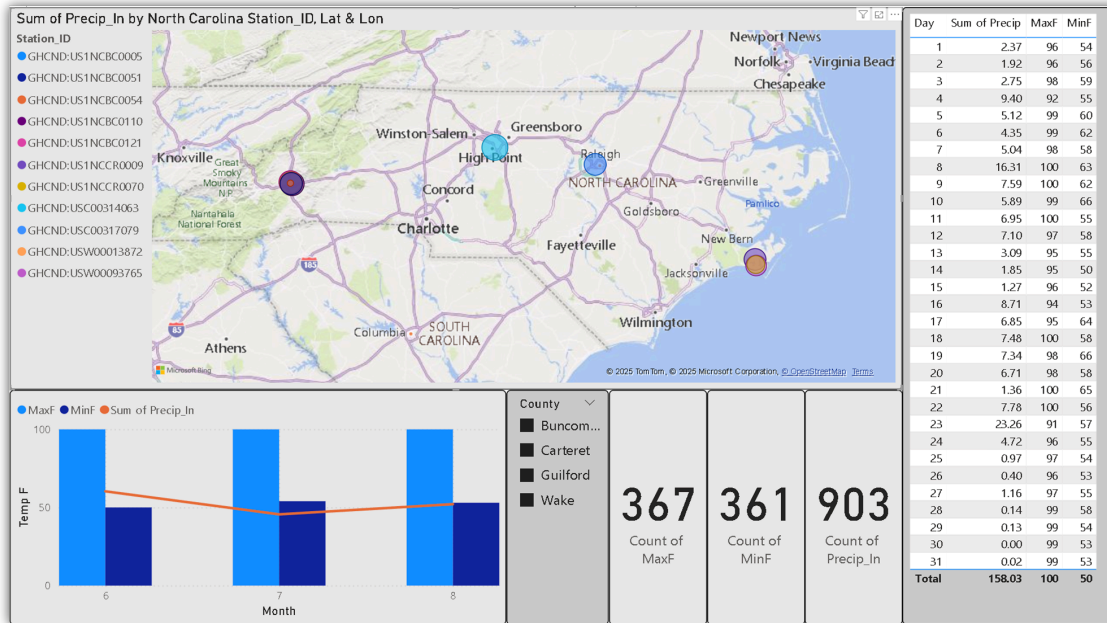 Sum of Precip_In by North Carolina Station_ID, Lat & Lon
Station_ID
GHCND:US1NCBC0005
GHCND:US1NCBC0051
GHCND:US1NCBC0054
GHCND:US1NCBC0110
GHCND:US1NCBC0121
GHCND:US1NCCR0009
GHCND:US1NCCR0070
GHCND:USC00314063
GHCND:USC00317079
GHCND:USW00013872
GHCND:USW00093765
Newport News
Norfolk
Virginia Beach
Chesapeake
Winston-Salem
Greensboro
High Point
Raleigh
Knoxville
Great
Smoky
Mountains
N.P.
NORTH CAROLINA
Greenville
Concord
Pamlico
Nantahala
National Forest
Goldsboro
Charlotte
Fayetteville
New Bern
Jacksonville
185
Wilmington
85
Columbia
SOUTH
CAROLINA
Athens
Microsoft Bing
© 2025 TomTom, © 2025 Microsoft Corporation, © OpenStreetMap Terms
MaxF MinF Sum of Precip_In
100
50
0
Temp F
6 7 8
Month
County
Buncom...
Carteret
Guilford
Wake
367
Count of
MaxF
361
Count of
MinF
903
Count of
Precip_In
Day Sum of Precip MaxF MinF
1 2.37 96 54
2 1.92 96 56
3 2.75 98 59
4 9.40 92 55
5 5.12 99 60
6 4.35 99 62
7 5.04 98 58
8 16.31 100 63
9 7.59 100 62
10 5.89 99 66
11 6.95 100 55
12 7.10 97 58
13 3.09 95 55
14 1.85 95 50
15 1.27 96 52
16 8.71 94 53
17 6.85 95 64
18 7.48 100 58
19 7.34 98 66
20 6.71 98 58
21 1.36 100 65
22 7.78 100 56
23 23.26 91 57
24 4.72 96 55
25 0.97 97 54
26 0.40 96 53
27 1.16 97 55
28 0.14 99 58
29 0.13 99 54
30 0.00 99 53
31 0.02 99 53
Total 158.03 100 50